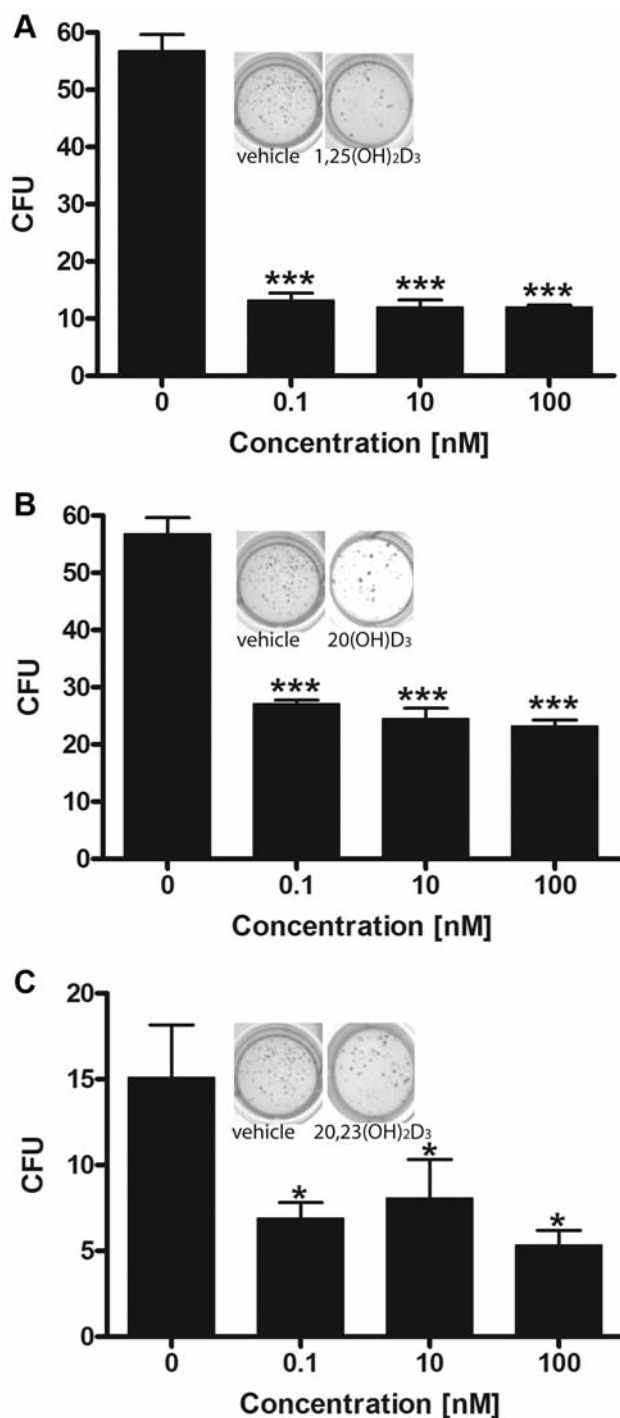 A
60
50
40
30
20
10
0
CFU
vehicle 1,25(OH)₂D₃
*** *** ***
0 0.1 10 100
Concentration [nM]
B
60
50
40
30
20
10
0
CFU
vehicle 20(OH)D₃
*** *** ***
0 0.1 10 100
Concentration [nM]
C
20
15
10
5
0
CFU
vehicle 20,23(OH)₂D₃
* * *
0 0.1 10 100
Concentration [nM]